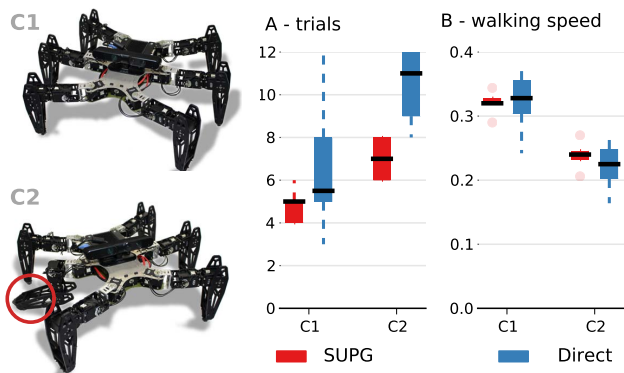 C1
C2
A - trials
12
10
8
6
4
2
0
C1
C2
B - walking speed
0.4
0.3
0.2
0.1
0.0
C1
C2
SUPG
Direct